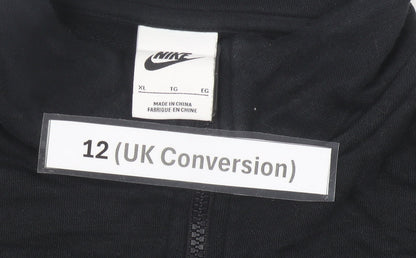 NIKE
XL TG EG
MADE IN CHINA
FABRIQUÉ EN CHINE
12 (UK Conversion)